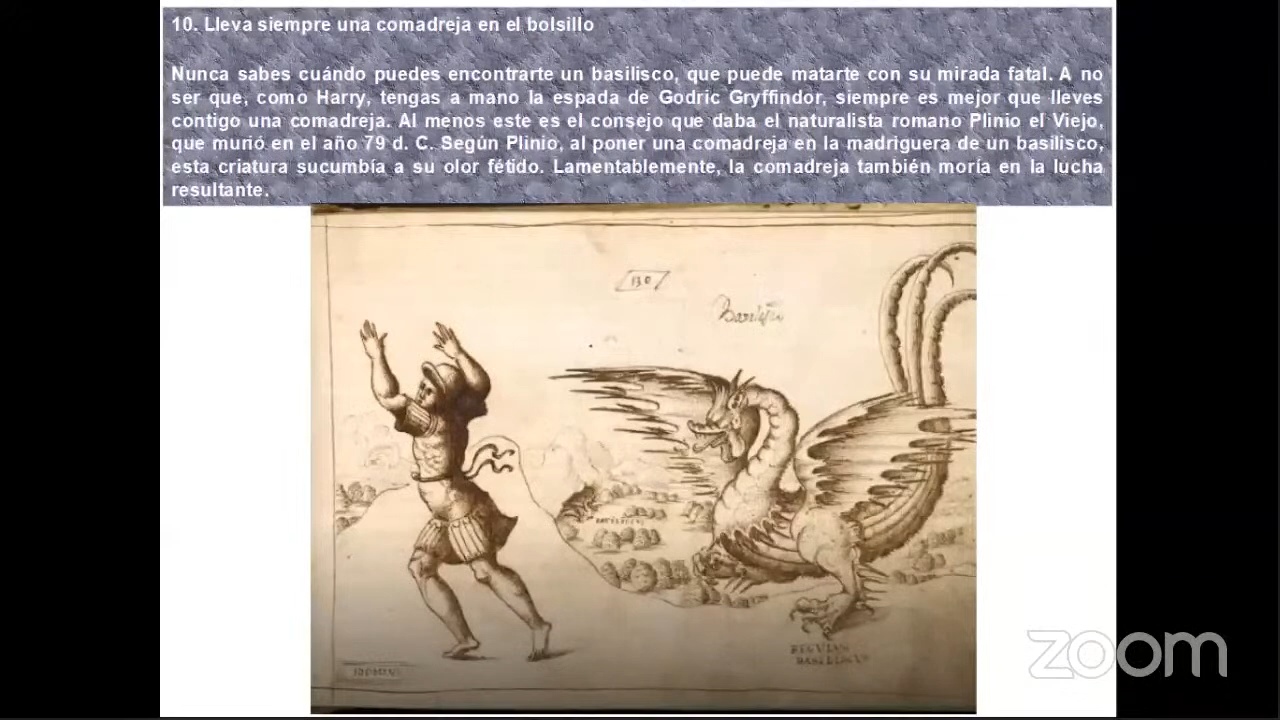 10. Lleva siempre una comadreja en el bolsillo
Nunca sabes cuándo puedes encontrarte un basilisco, que puede matarte con su mirada fatal. A no
ser que, como Harry, tengas a mano la espada de Godric Gryffindor, siempre es mejor que lleves
contigo una comadreja. Al menos este es el consejo que daba el naturalista romano Plinio el Viejo,
que murió en el año 79 d. C. Según Plinio, al poner una comadreja en la madriguera de un basilisco,
esta criatura sucumbía a su olor fétido. Lamentablemente, la comadreja también moría en la lucha
resultante.
130
zoom